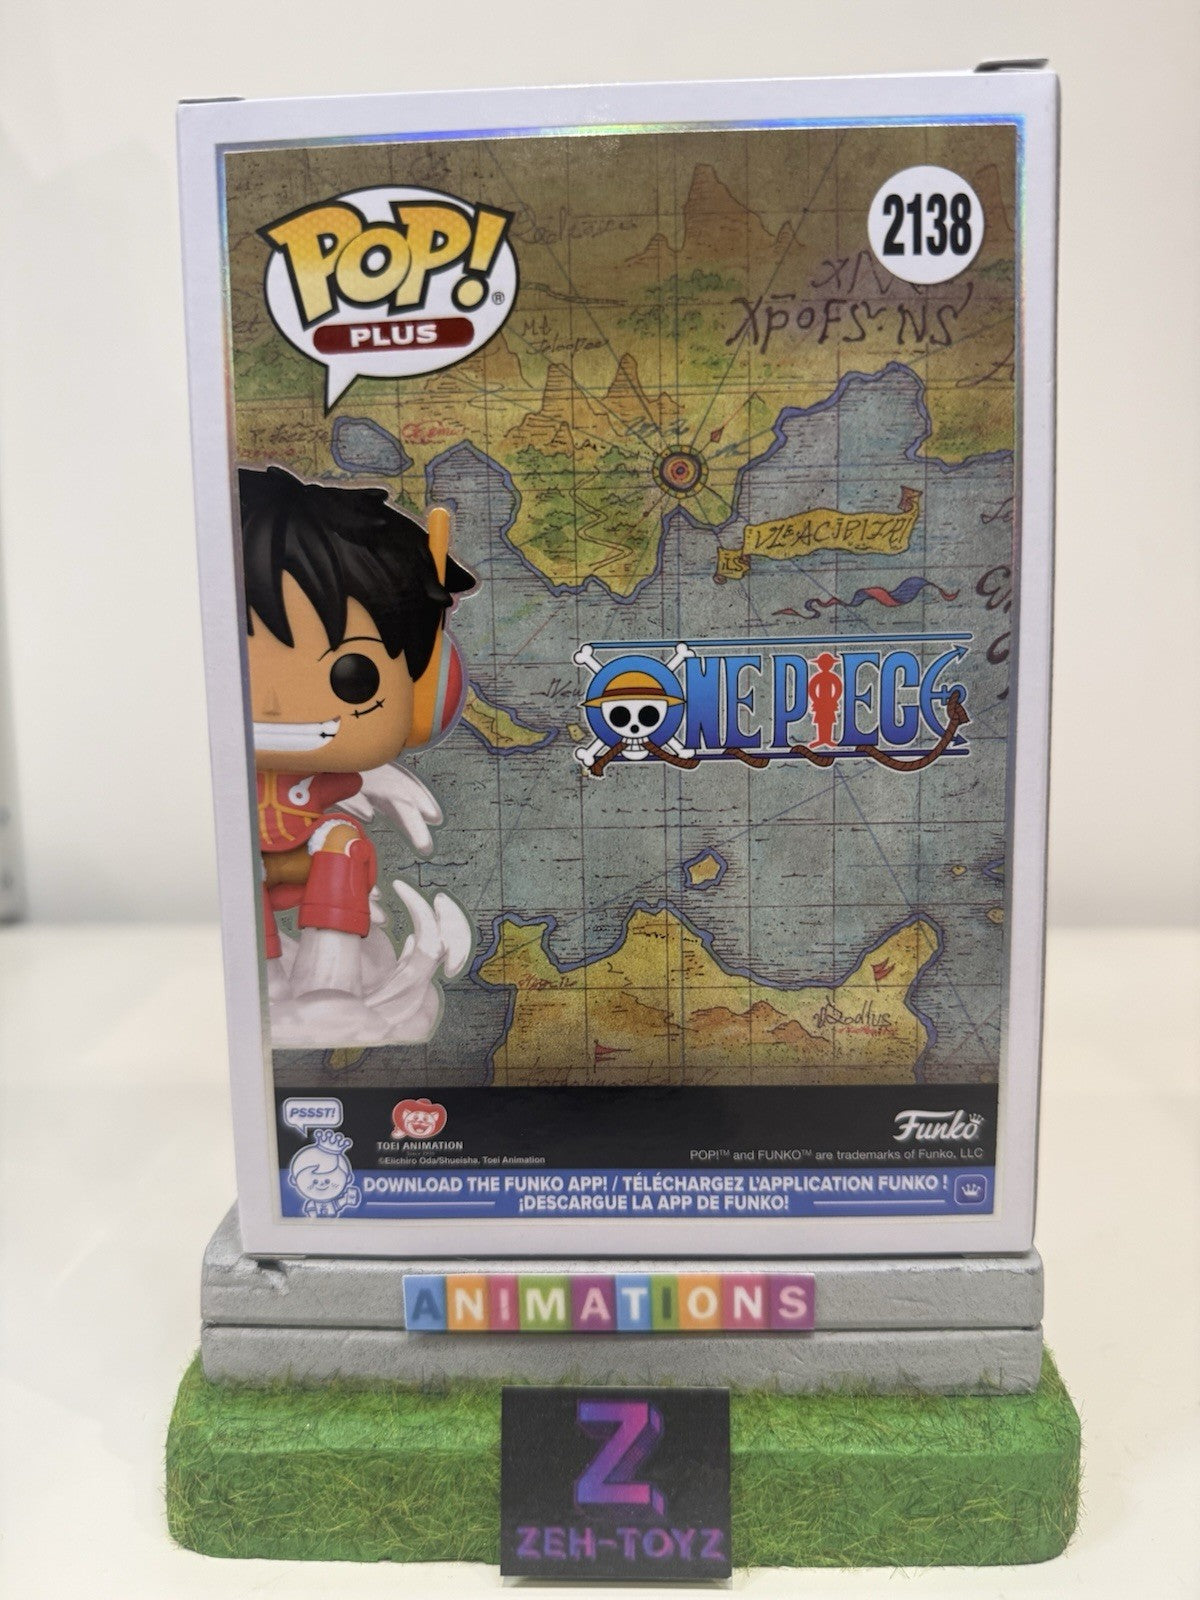 POP!®
PLUS
2138
ONE PIECE
PSSST!
TOEI ANIMATION
©Eiichiro Oda/Shueisha, Toei Animation
Funko
POP!™ and FUNKO™ are trademarks of Funko, LLC
DOWNLOAD THE FUNKO APP! / TÉLÉCHARGEZ L'APPLICATION FUNKO !
¡DESCARGUE LA APP DE FUNKO!
ANIMATIONS
Z
ZEH-TOYZ